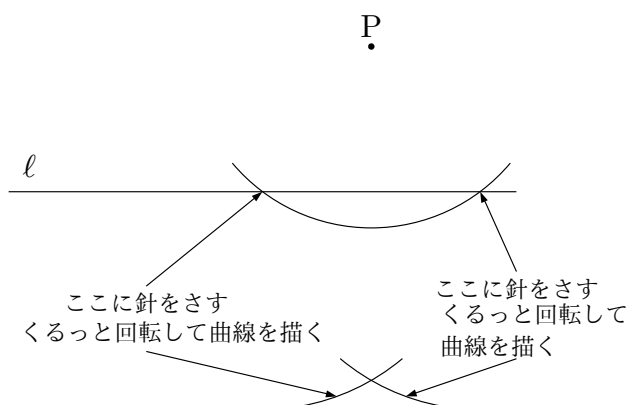 P
ℓ
ここに針をさす
くるっと回転して曲線を描く
ここに針をさす
くるっと回転して
曲線を描く